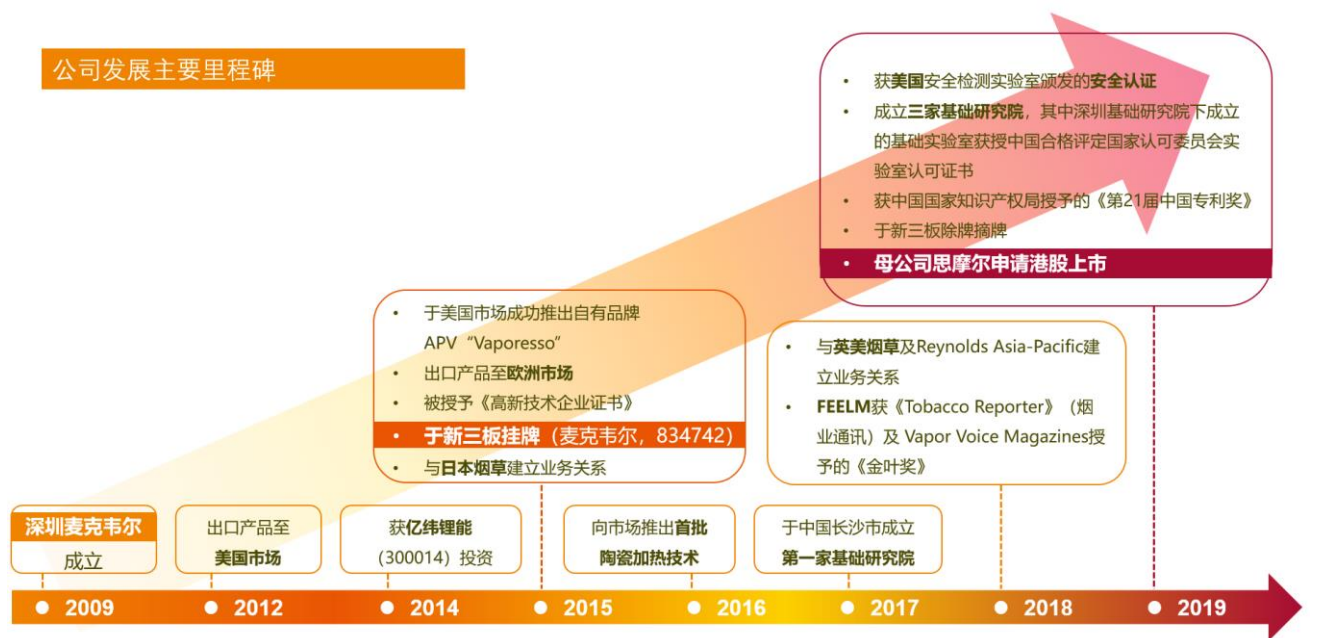 公司发展主要里程碑
• 获美国安全检测实验室颁发的安全认证
• 成立三家基础研究院，其中深圳基础研究院下成立
的基础实验室获授中国合格评定国家认可委员会实
验室认可证书
• 获中国国家知识产权局授予的《第21届中国专利奖》
• 于新三板除牌摘牌
• 母公司思摩尔申请港股上市
• 于美国市场成功推出自有品牌
APV“Vaporesso”
• 出口产品至欧洲市场
• 被授予《高新技术企业证书》
• 于新三板挂牌（麦克韦尔，834742）
• 与日本烟草建立业务关系
• 与英美烟草及Reynolds Asia-Pacific建
立业务关系
• FEELM获《Tobacco Reporter》（烟
业通讯）及 Vapor Voice Magazines授
予的《金叶奖》
深圳麦克韦尔
成立
出口产品至
美国市场
获亿纬锂能
（300014）投资
向市场推出首批
陶瓷加热技术
于中国长沙市成立
第一家基础研究院
2009 2012 2014 2015 2016 2017 2018 2019